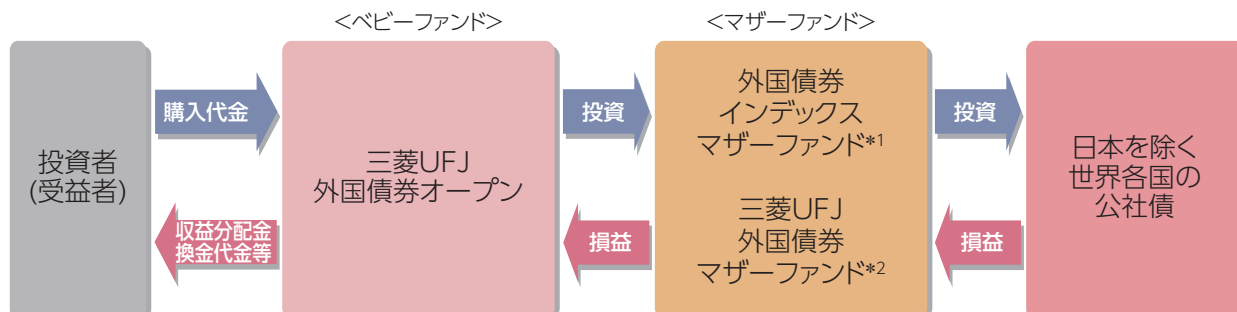 <ベビーファンド>
<マザーファンド>
投資者
(受益者)
購入代金
収益分配金
換金代金等
三菱UFJ
外国債券オープン
投資
損益
外国債券
インデックス
マザーファンド*1
三菱UFJ
外国債券
マザーファンド*2
投資
損益
日本を除く
世界各国の
公社債